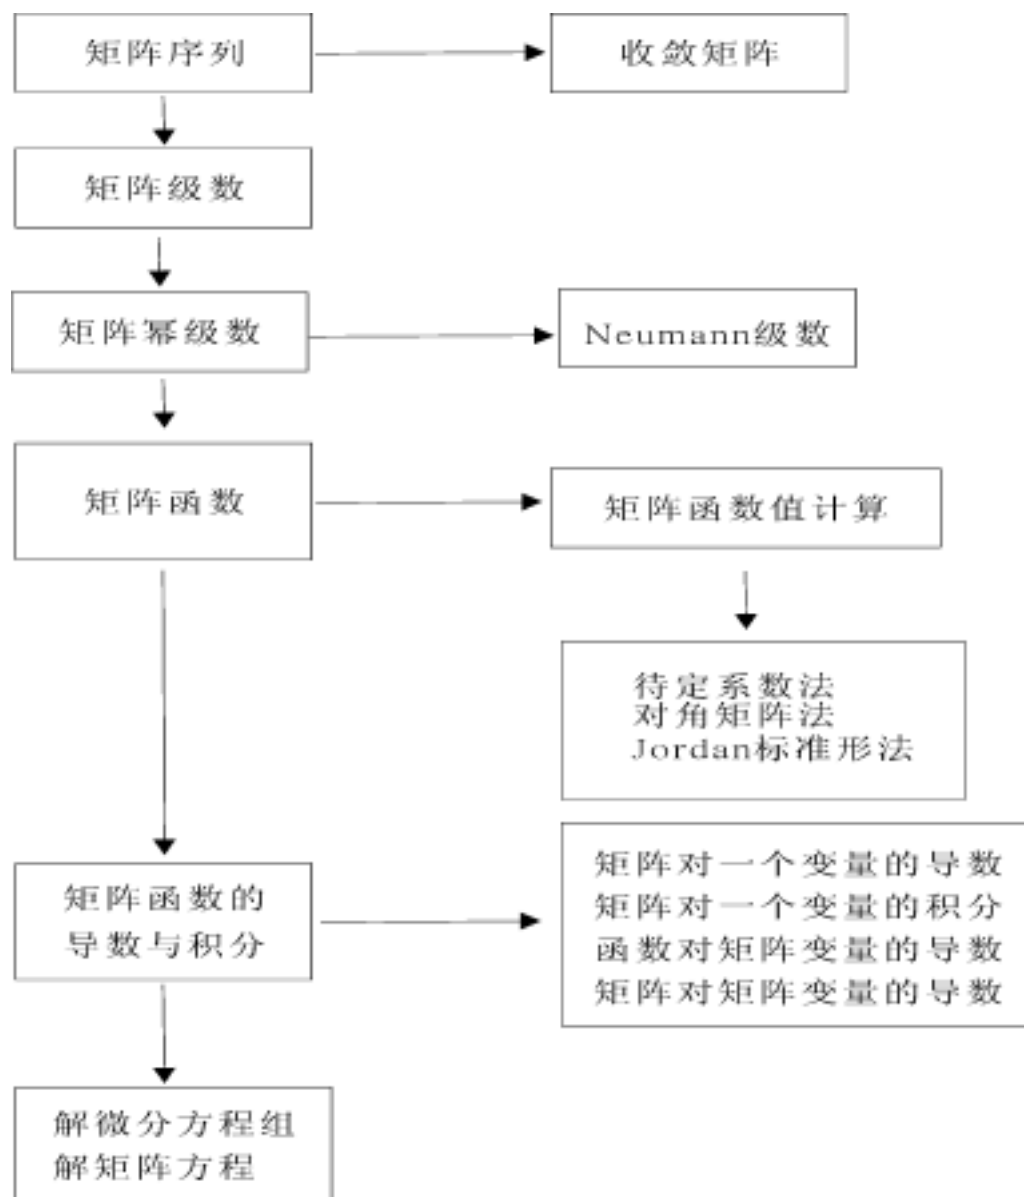 矩阵序列
收敛矩阵
矩阵级数
矩阵幂级数
Neumann级数
矩阵函数
矩阵函数值计算
待定系数法
对角矩阵法
Jordan标准形法
矩阵函数的
导数与积分
矩阵对一个变量的导数
矩阵对一个变量的积分
函数对矩阵变量的导数
矩阵对矩阵变量的导数
解微分方程组
解矩阵方程